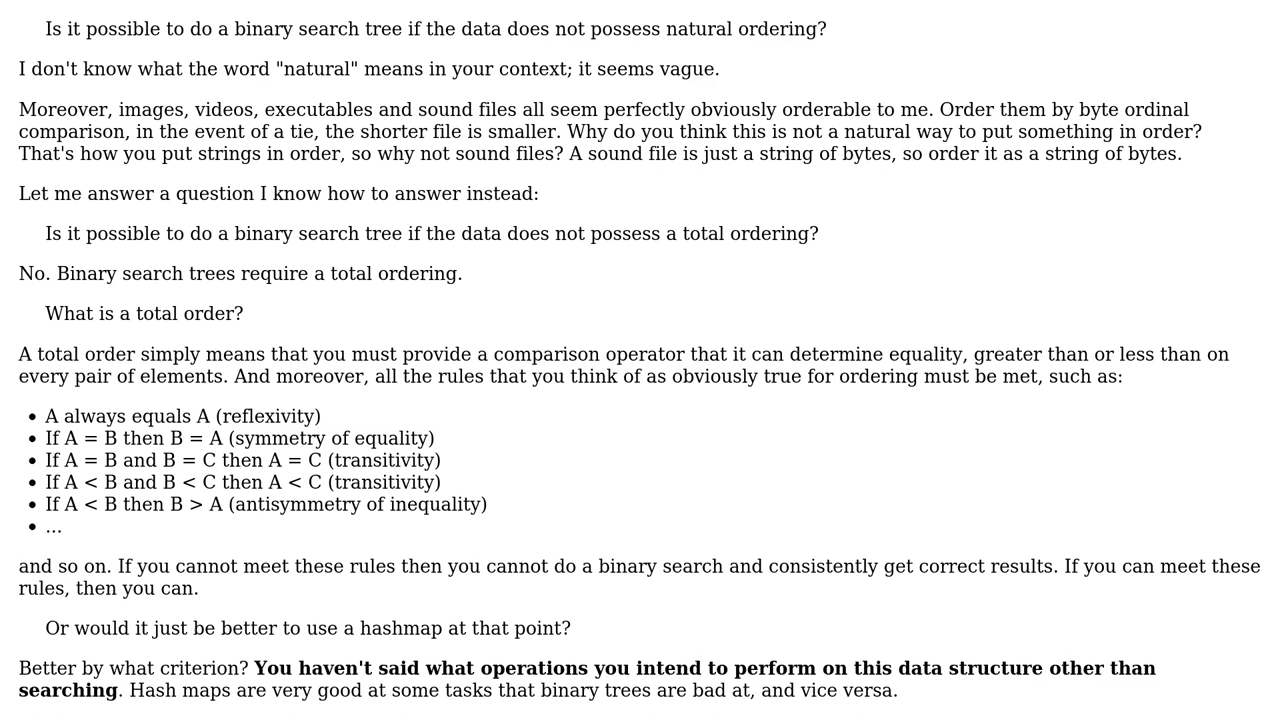 Is it possible to do a binary search tree if the data does not possess natural ordering?
I don't know what the word "natural" means in your context; it seems vague.
Moreover, images, videos, executables and sound files all seem perfectly obviously orderable to me. Order them by byte ordinal
comparison, in the event of a tie, the shorter file is smaller. Why do you think this is not a natural way to put something in order?
That's how you put strings in order, so why not sound files? A sound file is just a string of bytes, so order it as a string of bytes.
Let me answer a question I know how to answer instead:
Is it possible to do a binary search tree if the data does not possess a total ordering?
No. Binary search trees require a total ordering.
What is a total order?
A total order simply means that you must provide a comparison operator that it can determine equality, greater than or less than on
every pair of elements. And moreover, all the rules that you think of as obviously true for ordering must be met, such as:
• A always equals A (reflexivity)
• If A = B then B = A (symmetry of equality)
• If A = B and B = C then A = C (transitivity)
• If A < B and B < C then A < C (transitivity)
• If A < B then B > A (antisymmetry of inequality)
• ...
and so on. If you cannot meet these rules then you cannot do a binary search and consistently get correct results. If you can meet these
rules, then you can.
Or would it just be better to use a hashmap at that point?
Better by what criterion? You haven't said what operations you intend to perform on this data structure other than
searching. Hash maps are very good at some tasks that binary trees are bad at, and vice versa.